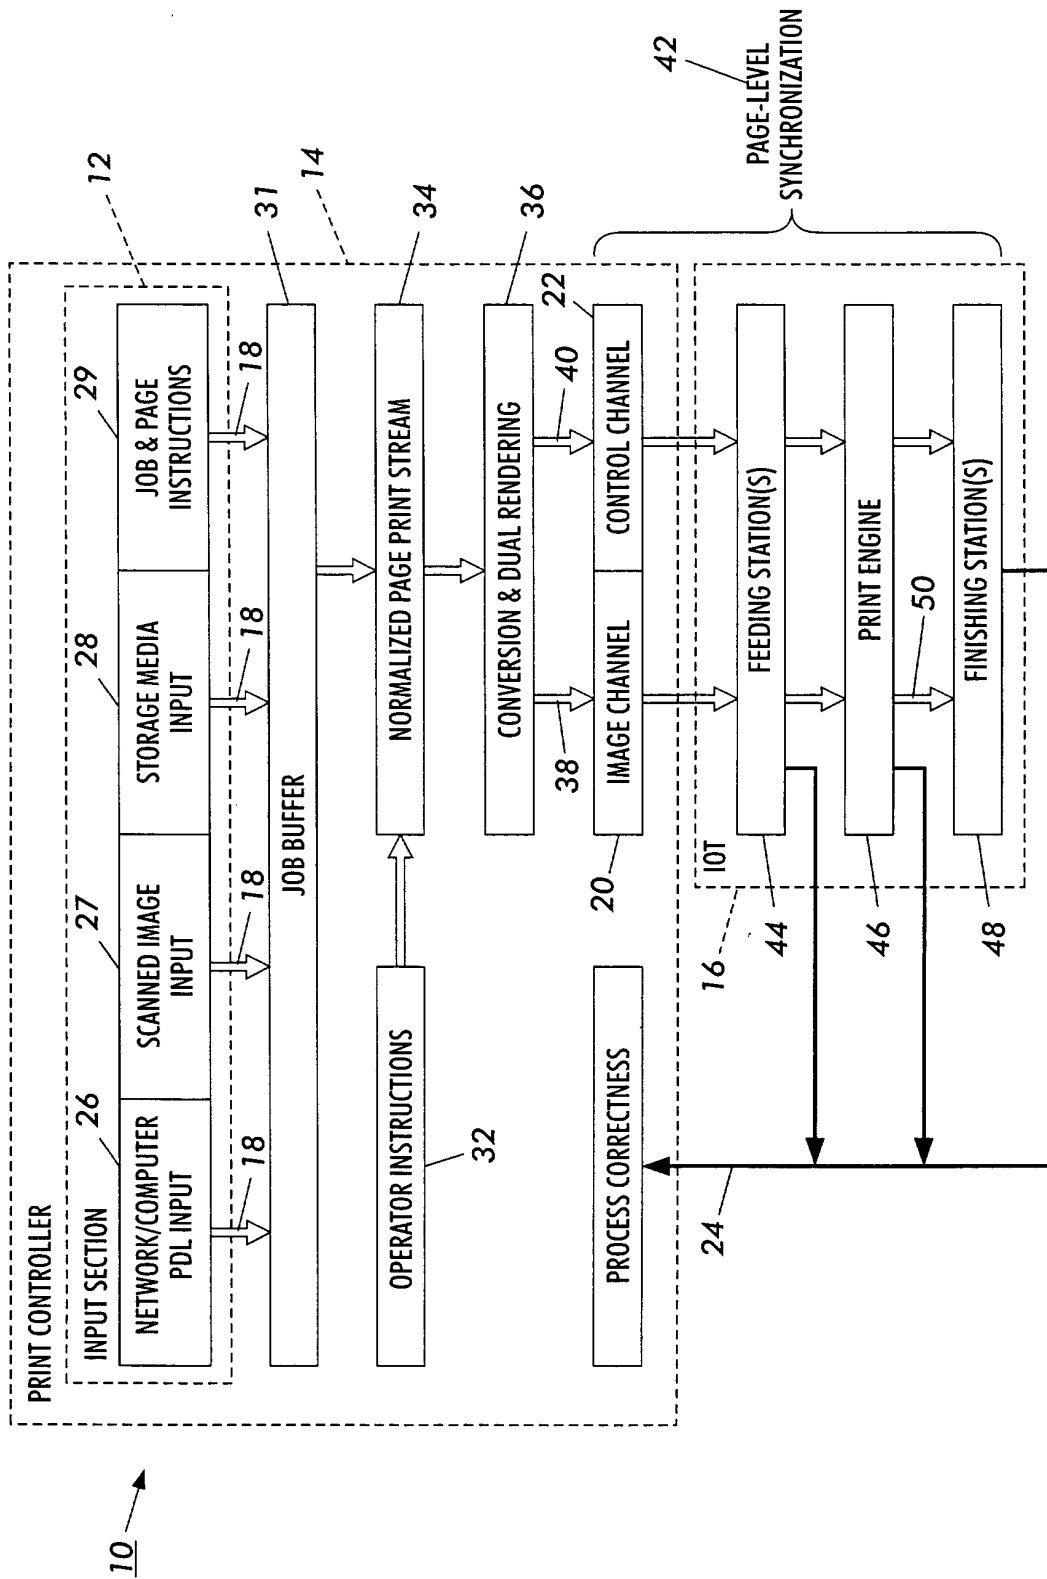 10
PRINT CONTROLLER
INPUT SECTION
12
26
27
28
29
NETWORK/COMPUTER
PDL INPUT
SCANNED IMAGE
INPUT
STORAGE MEDIA
INPUT
JOB & PAGE
INSTRUCTIONS
18
18
18
18
31
JOB BUFFER
14
OPERATOR INSTRUCTIONS
32
NORMALIZED PAGE PRINT STREAM
34
CONVERSION & DUAL RENDERING
36
38
40
PROCESS CORRECTNESS
20
IMAGE CHANNEL
CONTROL CHANNEL
22
24
16
IOT
44
FEEDING STATION(S)
46
PRINT ENGINE
50
48
FINISHING STATION(S)
42
PAGE-LEVEL
SYNCHRONIZATION